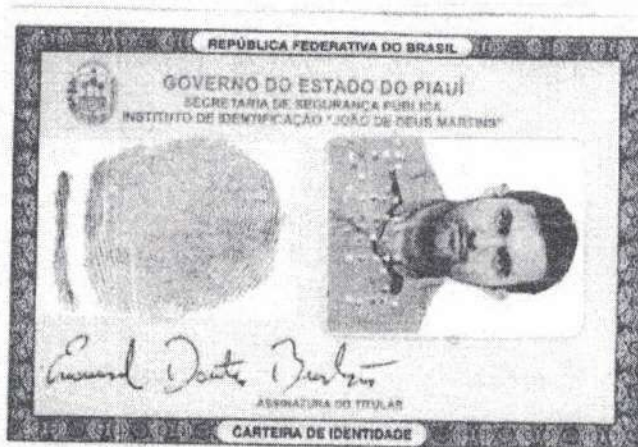 REPÚBLICA FEDERATIVA DO BRASIL
GOVERNO DO ESTADO DO PIAUÍ
SECRETARIA DE SEGURANÇA PÚBLICA
INSTITUTO DE IDENTIFICAÇÃO "JOÃO DE DEUS MARTINS"
ASSINATURA DO TITULAR
CARTEIRA DE IDENTIDADE